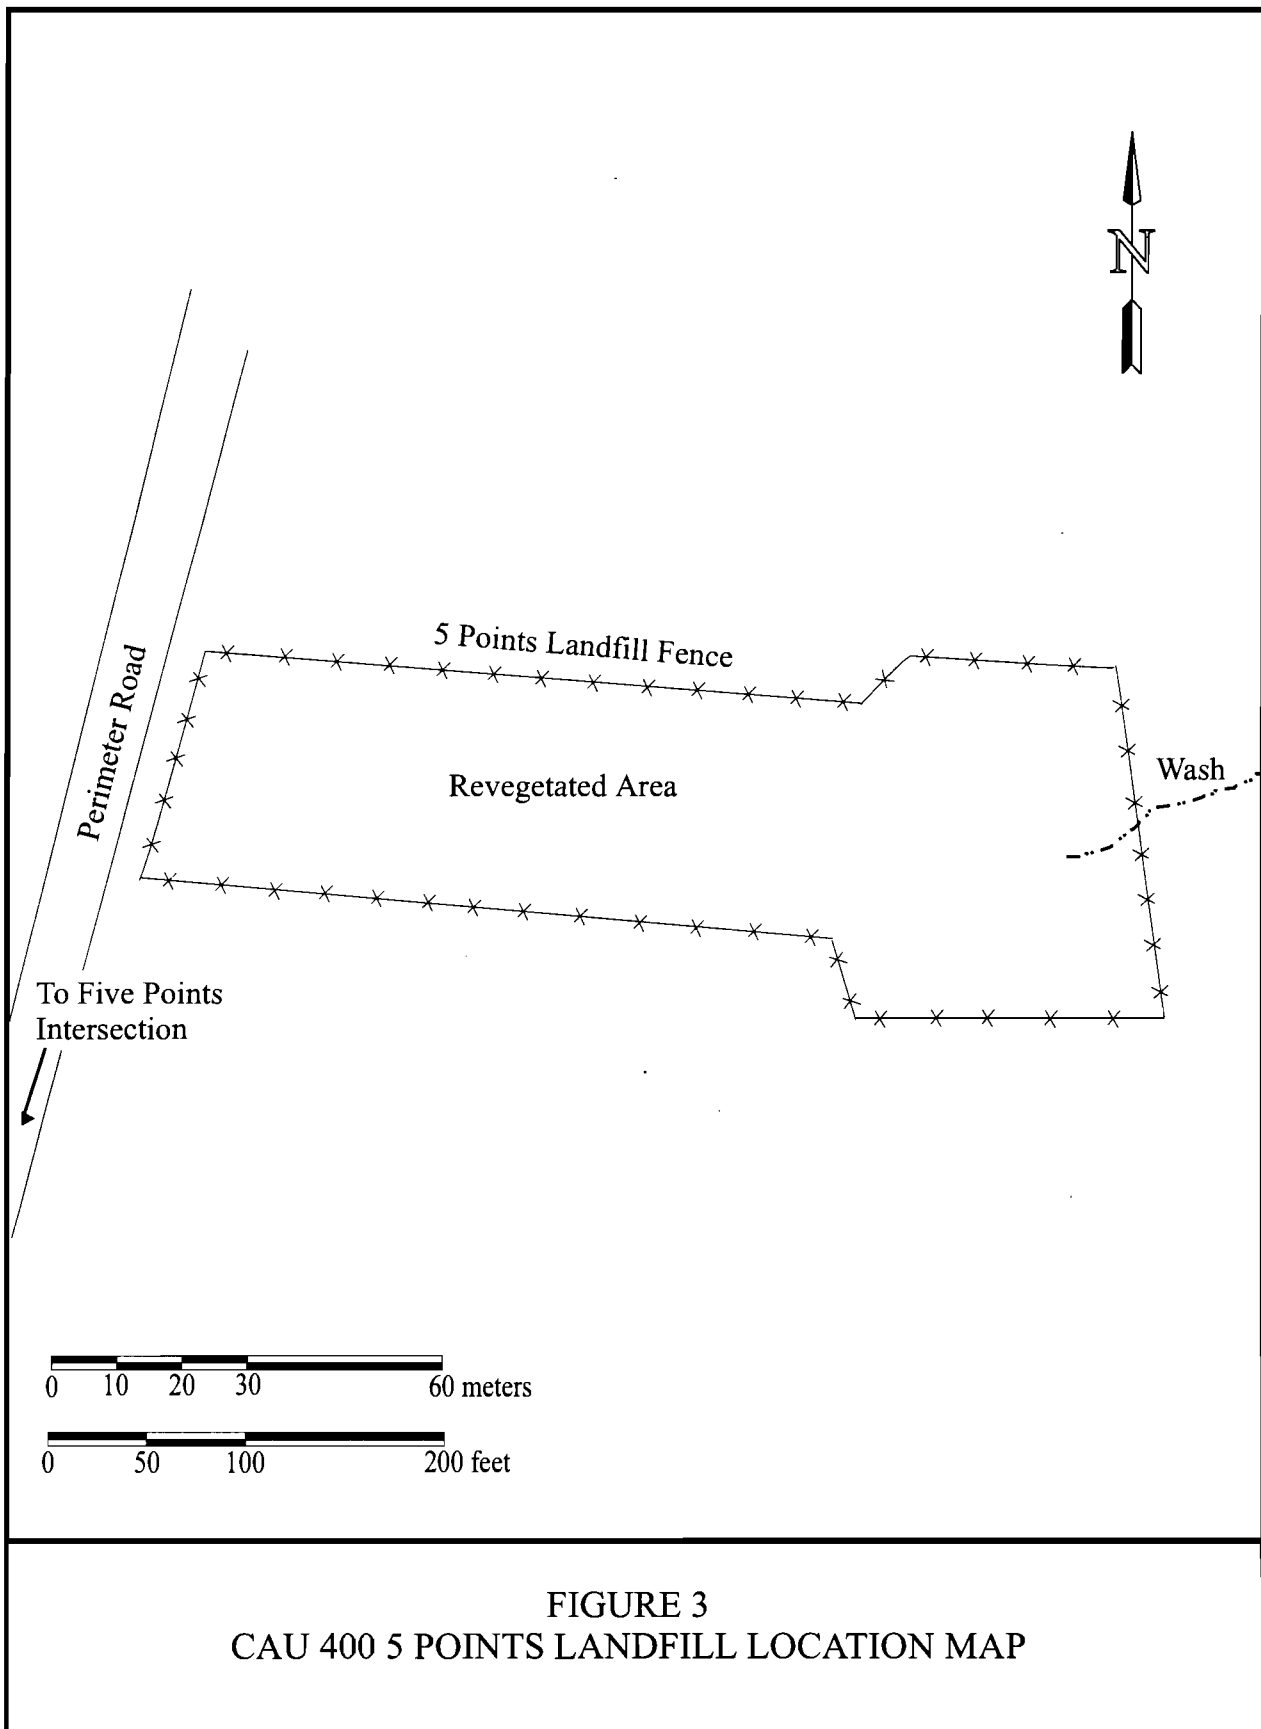 N
5 Points Landfill Fence
Perimeter Road
Revegetated Area
Wash
To Five Points
Intersection
0 10 20 30 60 meters
0 50 100 200 feet
FIGURE 3
CAU 400 5 POINTS LANDFILL LOCATION MAP